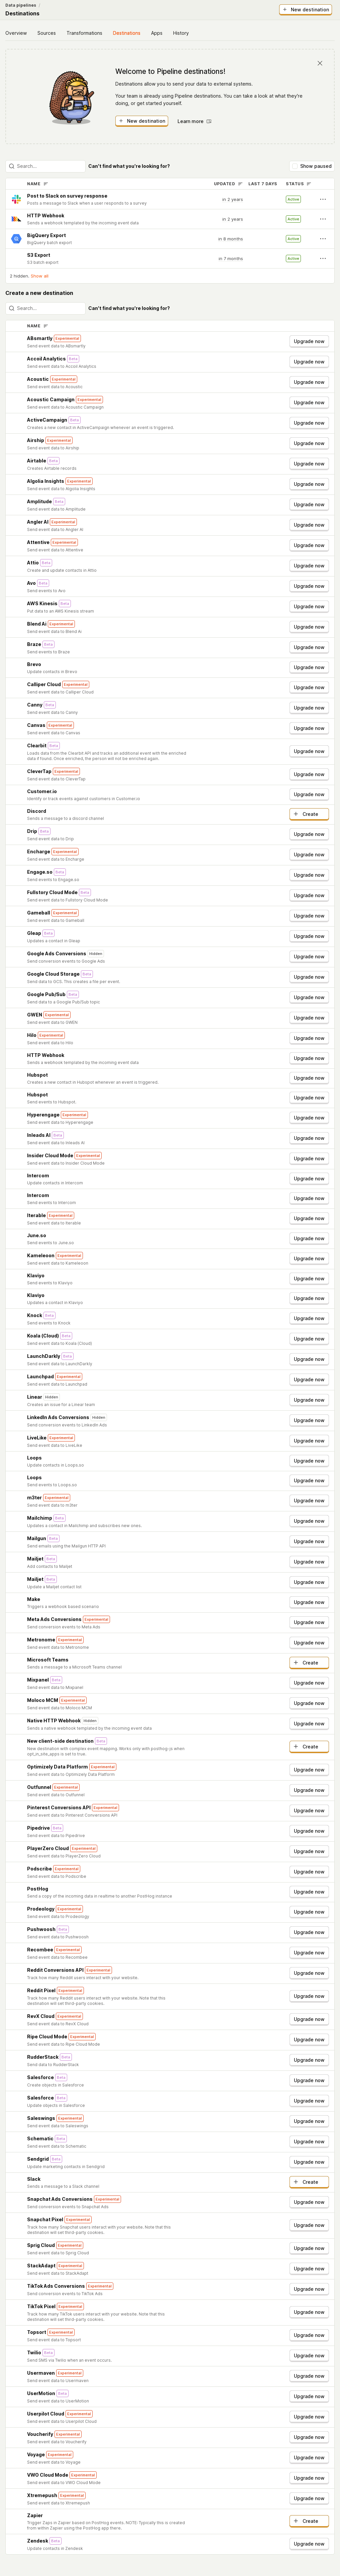 Data pipelines
Destinations
New destination
Overview
Sources
Transformations
Destinations
Apps
History
Welcome to Pipeline destinations!
Destinations allow you to send your data to external systems.
Your team is already using Pipeline destinations. You can take a look at what they're
doing, or get started yourself.
New destination
Learn more
Search...
Can't find what you're looking for?
Show paused
NAME
UPDATED
LAST 7 DAYS
STATUS
Post to Slack on survey response
Posts a message to Slack when a user responds to a survey
in 2 years
Active
HTTP Webhook
Sends a webhook templated by the incoming event data
in 2 years
Active
BigQuery Export
BigQuery batch export
in 8 months
Active
S3 Export
S3 batch export
in 7 months
Active
2 hidden. Show all
Create a new destination
Search...
Can't find what you're looking for?
NAME
ABsmartly Experimental
Send event data to ABsmartly
Upgrade now
Accoil Analytics Beta
Send event data to Accoil Analytics
Upgrade now
Acoustic Experimental
Send event data to Acoustic
Upgrade now
Acoustic Campaign Experimental
Send event data to Acoustic Campaign
Upgrade now
ActiveCampaign Beta
Creates a new contact in ActiveCampaign whenever an event is triggered.
Upgrade now
Airship Experimental
Send event data to Airship
Upgrade now
Airtable Beta
Creates Airtable records
Upgrade now
Algolia Insights Experimental
Send event data to Algolia Insights
Upgrade now
Amplitude Beta
Send event data to Amplitude
Upgrade now
Angler AI Experimental
Send event data to Angler AI
Upgrade now
Attentive Experimental
Send event data to Attentive
Upgrade now
Attio Beta
Create and update contacts in Attio
Upgrade now
Avo Beta
Send events to Avo
Upgrade now
AWS Kinesis Beta
Put data to an AWS Kinesis stream
Upgrade now
Blend Ai Experimental
Send event data to Blend Ai
Upgrade now
Braze Beta
Send events to Braze
Upgrade now
Brevo
Update contacts in Brevo
Upgrade now
Calliper Cloud Experimental
Send event data to Calliper Cloud
Upgrade now
Canny Beta
Send event data to Canny
Upgrade now
Canvas Experimental
Send event data to Canvas
Upgrade now
Clearbit Beta
Loads data from the Clearbit API and tracks an additional event with the enriched
data if found. Once enriched, the person will not be enriched again.
Upgrade now
CleverTap Experimental
Send event data to CleverTap
Upgrade now
Customer.io
Identify or track events against customers in Customer.io
Upgrade now
Discord
Sends a message to a discord channel
Create
Drip Beta
Send event data to Drip
Upgrade now
Encharge Experimental
Send event data to Encharge
Upgrade now
Engage.so Beta
Send events to Engage.so
Upgrade now
Fullstory Cloud Mode Beta
Send event data to Fullstory Cloud Mode
Upgrade now
Gameball Experimental
Send event data to Gameball
Upgrade now
Gleap Beta
Updates a contact in Gleap
Upgrade now
Google Ads Conversions Hidden
Send conversion events to Google Ads
Upgrade now
Google Cloud Storage Beta
Send data to GCS. This creates a file per event.
Upgrade now
Google Pub/Sub Beta
Send data to a Google Pub/Sub topic
Upgrade now
GWEN Experimental
Send event data to GWEN
Upgrade now
Hilo Experimental
Send event data to Hilo
Upgrade now
HTTP Webhook
Sends a webhook templated by the incoming event data
Upgrade now
Hubspot
Creates a new contact in Hubspot whenever an event is triggered.
Upgrade now
Hubspot
Send events to Hubspot.
Upgrade now
Hyperengage Experimental
Send event data to Hyperengage
Upgrade now
Inleads AI Beta
Send event data to Inleads AI
Upgrade now
Insider Cloud Mode Experimental
Send event data to Insider Cloud Mode
Upgrade now
Intercom
Update contacts in Intercom
Upgrade now
Intercom
Send events to Intercom
Upgrade now
Iterable Experimental
Send event data to Iterable
Upgrade now
June.so
Send events to June.so
Upgrade now
Kameleoon Experimental
Send event data to Kameleoon
Upgrade now
Klaviyo
Send events to Klaviyo
Upgrade now
Klaviyo
Updates a contact in Klaviyo
Upgrade now
Knock Beta
Send events to Knock
Upgrade now
Koala (Cloud) Beta
Send event data to Koala (Cloud)
Upgrade now
LaunchDarkly Beta
Send event data to LaunchDarkly
Upgrade now
Launchpad Experimental
Send event data to Launchpad
Upgrade now
Linear Hidden
Creates an issue for a Linear team
Upgrade now
LinkedIn Ads Conversions Hidden
Send conversion events to LinkedIn Ads
Upgrade now
LiveLike Experimental
Send event data to LiveLike
Upgrade now
Loops
Update contacts in Loops.so
Upgrade now
Loops
Send events to Loops.so
Upgrade now
m3ter Experimental
Send event data to m3ter
Upgrade now
Mailchimp Beta
Updates a contact in Mailchimp and subscribes new ones.
Upgrade now
Mailgun Beta
Send emails using the Mailgun HTTP API
Upgrade now
Mailjet Beta
Add contacts to Mailjet
Upgrade now
Mailjet Beta
Update a Mailjet contact list
Upgrade now
Make
Triggers a webhook based scenario
Upgrade now
Meta Ads Conversions Experimental
Send conversion events to Meta Ads
Upgrade now
Metronome Experimental
Send event data to Metronome
Upgrade now
Microsoft Teams
Sends a message to a Microsoft Teams channel
Create
Mixpanel Beta
Send event data to Mixpanel
Upgrade now
Moloco MCM Experimental
Send event data to Moloco MCM
Upgrade now
Native HTTP Webhook Hidden
Sends a native webhook templated by the incoming event data
Upgrade now
New client-side destination Beta
New destination with complex event mapping. Works only with posthog-js when
opt_in_site_apps is set to true.
Create
Optimizely Data Platform Experimental
Send event data to Optimizely Data Platform
Upgrade now
Outfunnel Experimental
Send event data to Outfunnel
Upgrade now
Pinterest Conversions API Experimental
Send event data to Pinterest Conversions API
Upgrade now
Pipedrive Beta
Send event data to Pipedrive
Upgrade now
PlayerZero Cloud Experimental
Send event data to PlayerZero Cloud
Upgrade now
Podscribe Experimental
Send event data to Podscribe
Upgrade now
PostHog
Send a copy of the incoming data in realtime to another PostHog instance
Upgrade now
Prodeology Experimental
Send event data to Prodeology
Upgrade now
Pushwoosh Beta
Send event data to Pushwoosh
Upgrade now
Recombee Experimental
Send event data to Recombee
Upgrade now
Reddit Conversions API Experimental
Track how many Reddit users interact with your website.
Upgrade now
Reddit Pixel Experimental
Track how many Reddit users interact with your website. Note that this
destination will set third-party cookies.
Upgrade now
RevX Cloud Experimental
Send event data to RevX Cloud
Upgrade now
Ripe Cloud Mode Experimental
Send event data to Ripe Cloud Mode
Upgrade now
RudderStack Beta
Send data to RudderStack
Upgrade now
Salesforce Beta
Create objects in Salesforce
Upgrade now
Salesforce Beta
Update objects in Salesforce
Upgrade now
Saleswings Experimental
Send event data to Saleswings
Upgrade now
Schematic Beta
Send event data to Schematic
Upgrade now
Sendgrid Beta
Update marketing contacts in Sendgrid
Upgrade now
Slack
Sends a message to a Slack channel
Create
Snapchat Ads Conversions Experimental
Send conversion events to Snapchat Ads
Upgrade now
Snapchat Pixel Experimental
Track how many Snapchat users interact with your website. Note that this
destination will set third-party cookies.
Upgrade now
Sprig Cloud Experimental
Send event data to Sprig Cloud
Upgrade now
StackAdapt Experimental
Send event data to StackAdapt
Upgrade now
TikTok Ads Conversions Experimental
Send conversion events to TikTok Ads
Upgrade now
TikTok Pixel Experimental
Track how many TikTok users interact with your website. Note that this
destination will set third-party cookies.
Upgrade now
Topsort Experimental
Send event data to Topsort
Upgrade now
Twilio Beta
Send SMS via Twilio when an event occurs.
Upgrade now
Usermaven Experimental
Send event data to Usermaven
Upgrade now
UserMotion Beta
Send event data to UserMotion
Upgrade now
Userpilot Cloud Experimental
Send event data to Userpilot Cloud
Upgrade now
Voucherify Experimental
Send event data to Voucherify
Upgrade now
Voyage Experimental
Send event data to Voyage
Upgrade now
VWO Cloud Mode Experimental
Send event data to VWO Cloud Mode
Upgrade now
Xtremepush Experimental
Send event data to Xtremepush
Upgrade now
Zapier
Trigger Zaps in Zapier based on PostHog events. NOTE: Typically this is created
from within Zapier using the PostHog app there.
Create
Zendesk Beta
Update contacts in Zendesk
Upgrade now